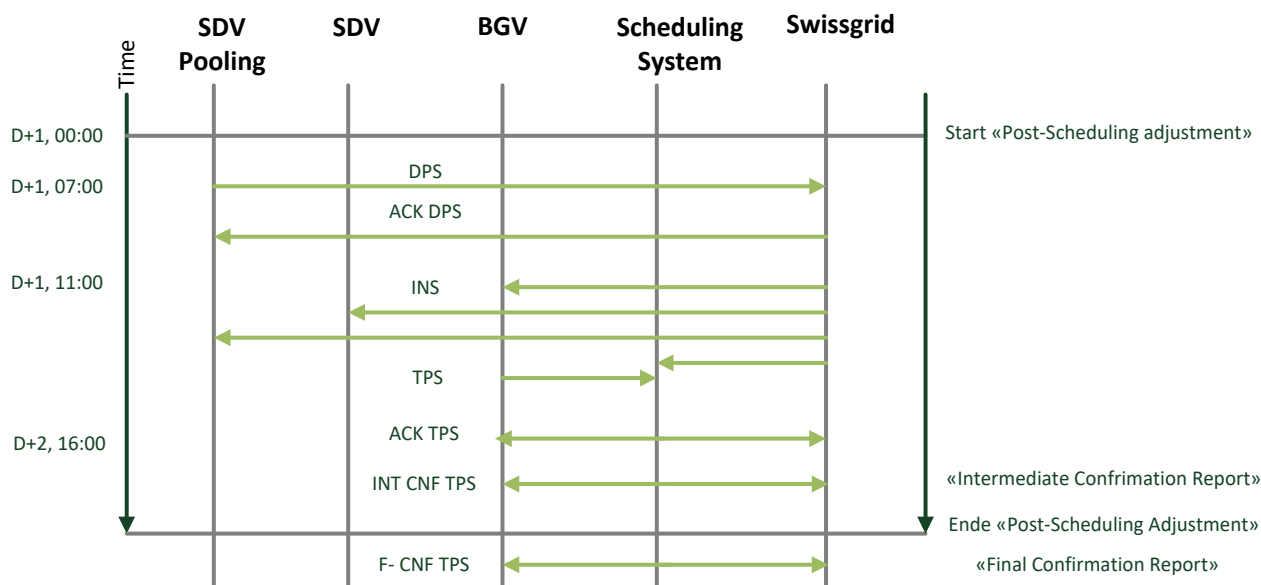 Time
SDV
Pooling
SDV
BGV
Scheduling
System
Swissgrid
D+1, 00:00
Start «Post-Scheduling adjustment»
D+1, 07:00
DPS
ACK DPS
D+1, 11:00
INS
TPS
D+2, 16:00
ACK TPS
INT CNF TPS
«Intermediate Confrimation Report»
Ende «Post-Scheduling Adjustment»
F- CNF TPS
«Final Confirmation Report»